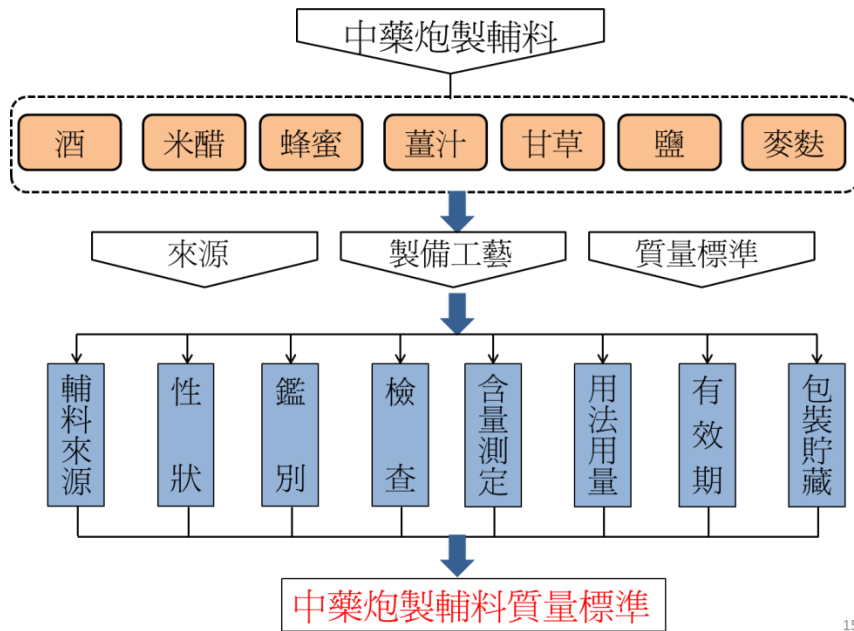 中藥炮製輔料
酒
米醋
蜂蜜
薑汁
甘草
鹽
麥麩
來源
製備工藝
質量標準
輔料來源
性狀
鑑別
檢查
含量測定
用法用量
有效期
包裝貯藏
中藥炮製輔料質量標準
15